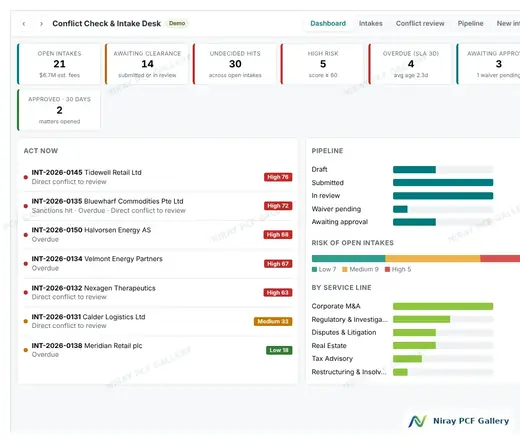 Conflict Check & Intake Desk Demo
Dashboard Intakes Conflict review Pipeline New in
OPEN INTAKES
21
$6.7M est. fees
AWAITING CLEARANCE
14
submitted or in review
UNDECIDED HITS
30
across open intakes
HIGH RISK
5
score ≥ 60
OVERDUE (SLA 3D)
4
avg age 2.3d
AWAITING APPRO
3
1 waiver pending
APPROVED · 30 DAYS
2
matters opened
ACT NOW
INT-2026-0145 Tidewell Retail Ltd
Direct conflict to review
High 76
INT-2026-0135 Bluewharf Commodities Pte Ltd
Sanctions hit · Overdue · Direct conflict to review
High 72
INT-2026-0150 Halvorsen Energy AS
Overdue
High 68
INT-2026-0134 Velmont Energy Partners
Overdue
High 67
INT-2026-0132 Nexagen Therapeutics
Overdue
High 63
INT-2026-0131 Calder Logistics Ltd
Direct conflict to review
Medium 33
INT-2026-0138 Meridian Retail plc
Overdue
Low 18
PIPELINE
Draft
Submitted
In review
Waiver pending
Awaiting approval
RISK OF OPEN INTAKES
Low 7 Medium 9 High 5
BY SERVICE LINE
Corporate M&A
Regulatory & Investiga...
Disputes & Litigation
Real Estate
Tax Advisory
Restructuring & Insolv...
NIRAY PCF GALLERY
Niray PCF Gallery